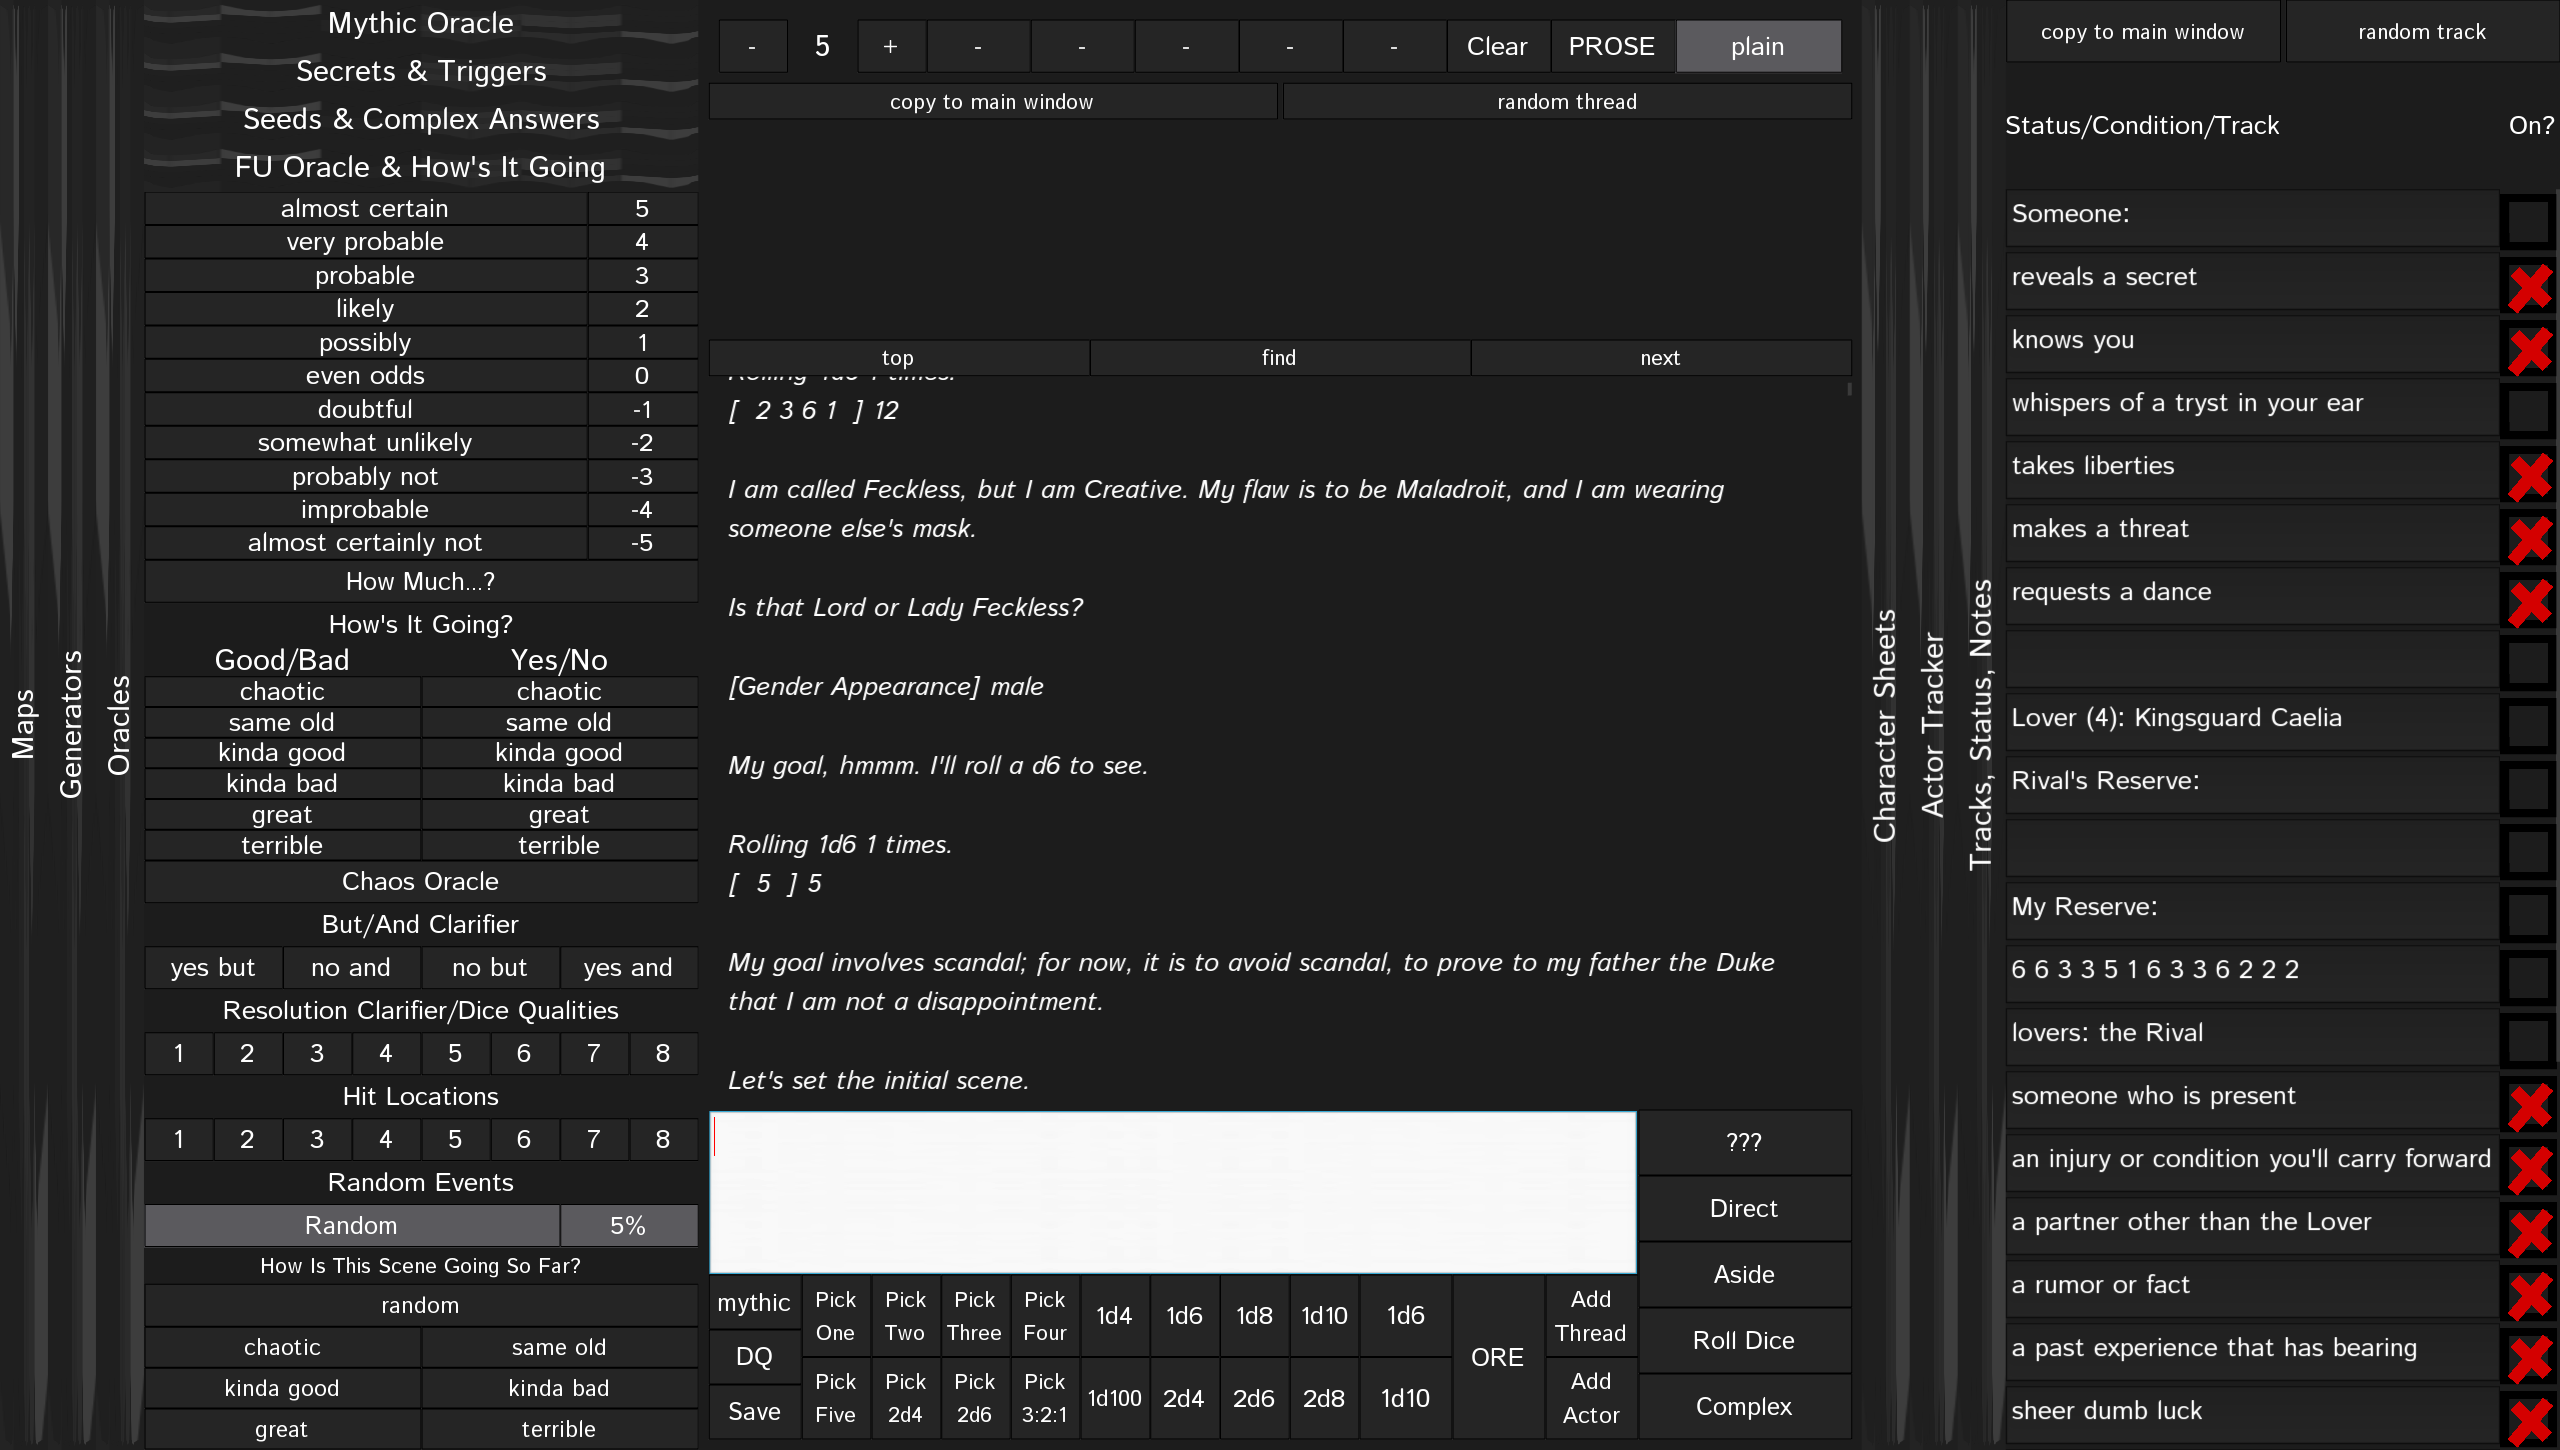 Maps
Generators
Oracles
Mythic Oracle
Secrets & Triggers
Seeds & Complex Answers
FU Oracle & How's It Going
almost certain 5
very probable 4
probable 3
likely 2
possibly 1
even odds 0
doubtful -1
somewhat unlikely -2
probably not -3
improbable -4
almost certainly not -5
How Much...?
How's It Going?
Good/Bad Yes/No
chaotic chaotic
same old same old
kinda good kinda good
kinda bad kinda bad
great great
terrible terrible
Chaos Oracle
But/And Clarifier
yes but no and no but yes and
Resolution Clarifier/Dice Qualities
1 2 3 4 5 6 7 8
Hit Locations
1 2 3 4 5 6 7 8
Random Events
Random 5%
How Is This Scene Going So Far?
random
chaotic same old
kinda good kinda bad
great terrible
- 5 + - - - - - Clear PROSE plain
copy to main window random thread
top find next
Rolling 1d6 4 times.
[ 2 3 6 1 ] 12
I am called Feckless, but I am Creative. My flaw is to be Maladroit, and I am wearing
someone else's mask.
Is that Lord or Lady Feckless?
[Gender Appearance] male
My goal, hmmm. I'll roll a d6 to see.
Rolling 1d6 1 times.
[ 5 ] 5
My goal involves scandal; for now, it is to avoid scandal, to prove to my father the Duke
that I am not a disappointment.
Let's set the initial scene.
???
Direct
Aside
Roll Dice
Complex
mythic
DQ
Save
Pick One Pick Two Pick Three Pick Four 1d4 1d6 1d8 1d10 1d6
Pick Five Pick 2d4 Pick 2d6 Pick 3:2:1 1d100 2d4 2d6 2d8 1d10
ORE
Add Thread
Add Actor
Character Sheets
Actor Tracker
Tracks, Status, Notes
copy to main window random track
Status/Condition/Track On?
Someone:
reveals a secret
knows you
whispers of a tryst in your ear
takes liberties
makes a threat
requests a dance
Lover (4): Kingsguard Caelia
Rival's Reserve:
My Reserve:
6 6 3 3 5 1 6 3 3 6 2 2 2
lovers: the Rival
someone who is present
an injury or condition you'll carry forward
a partner other than the Lover
a rumor or fact
a past experience that has bearing
sheer dumb luck